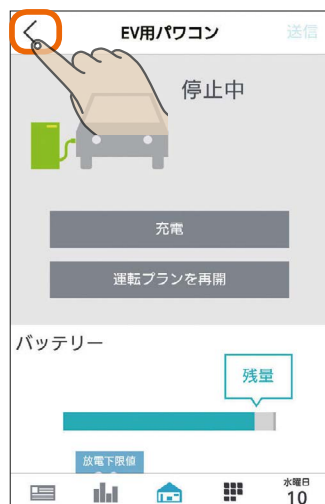 EV用パワコン
送信
停止中
充電
運転プランを再開
バッテリー
残量
放電下限値
水曜日
10